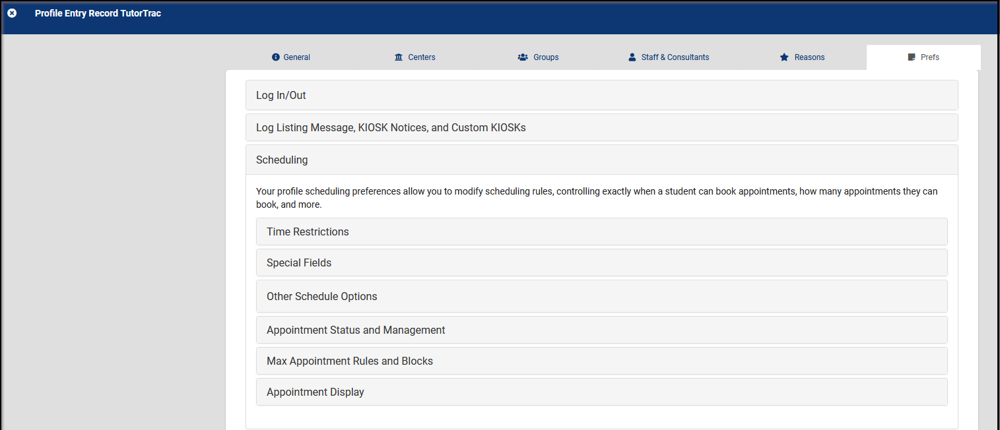 Profile Entry Record TutorTrac
General
Centers
Groups
Staff & Consultants
Reasons
Prefs
Log In/Out
Log Listing Message, KIOSK Notices, and Custom KIOSKs
Scheduling
Your profile scheduling preferences allow you to modify scheduling rules, controlling exactly when a student can book appointments, how many appointments they can
book, and more.
Time Restrictions
Special Fields
Other Schedule Options
Appointment Status and Management
Max Appointment Rules and Blocks
Appointment Display